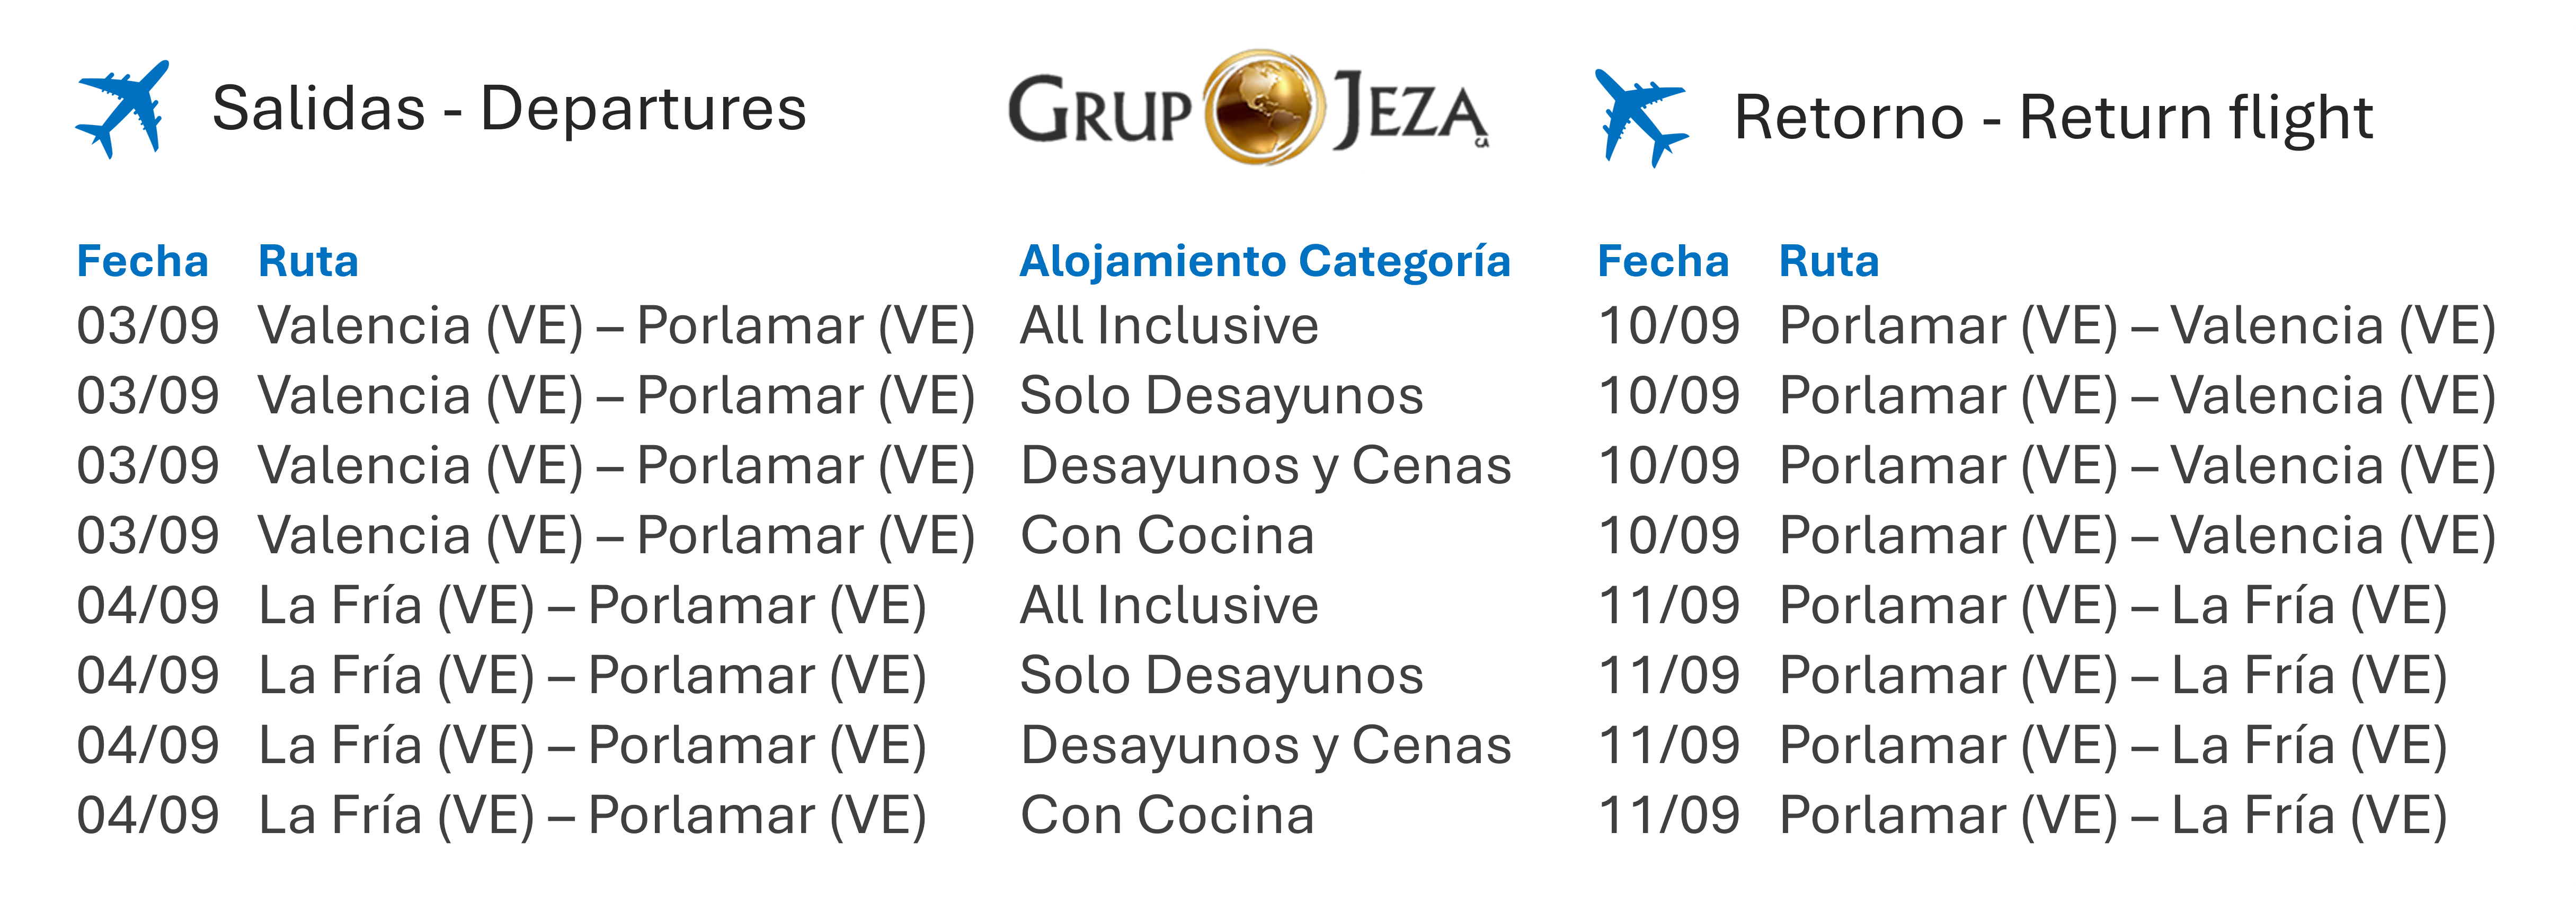 Salidas - Departures
GRUP JEZA CA
Retorno - Return flight
Fecha Ruta Alojamiento Categoría Fecha Ruta
03/09 Valencia (VE) – Porlamar (VE) All Inclusive 10/09 Porlamar (VE) – Valencia (VE)
03/09 Valencia (VE) – Porlamar (VE) Solo Desayunos 10/09 Porlamar (VE) – Valencia (VE)
03/09 Valencia (VE) – Porlamar (VE) Desayunos y Cenas 10/09 Porlamar (VE) – Valencia (VE)
03/09 Valencia (VE) – Porlamar (VE) Con Cocina 10/09 Porlamar (VE) – Valencia (VE)
04/09 La Fría (VE) – Porlamar (VE) All Inclusive 11/09 Porlamar (VE) – La Fría (VE)
04/09 La Fría (VE) – Porlamar (VE) Solo Desayunos 11/09 Porlamar (VE) – La Fría (VE)
04/09 La Fría (VE) – Porlamar (VE) Desayunos y Cenas 11/09 Porlamar (VE) – La Fría (VE)
04/09 La Fría (VE) – Porlamar (VE) Con Cocina 11/09 Porlamar (VE) – La Fría (VE)